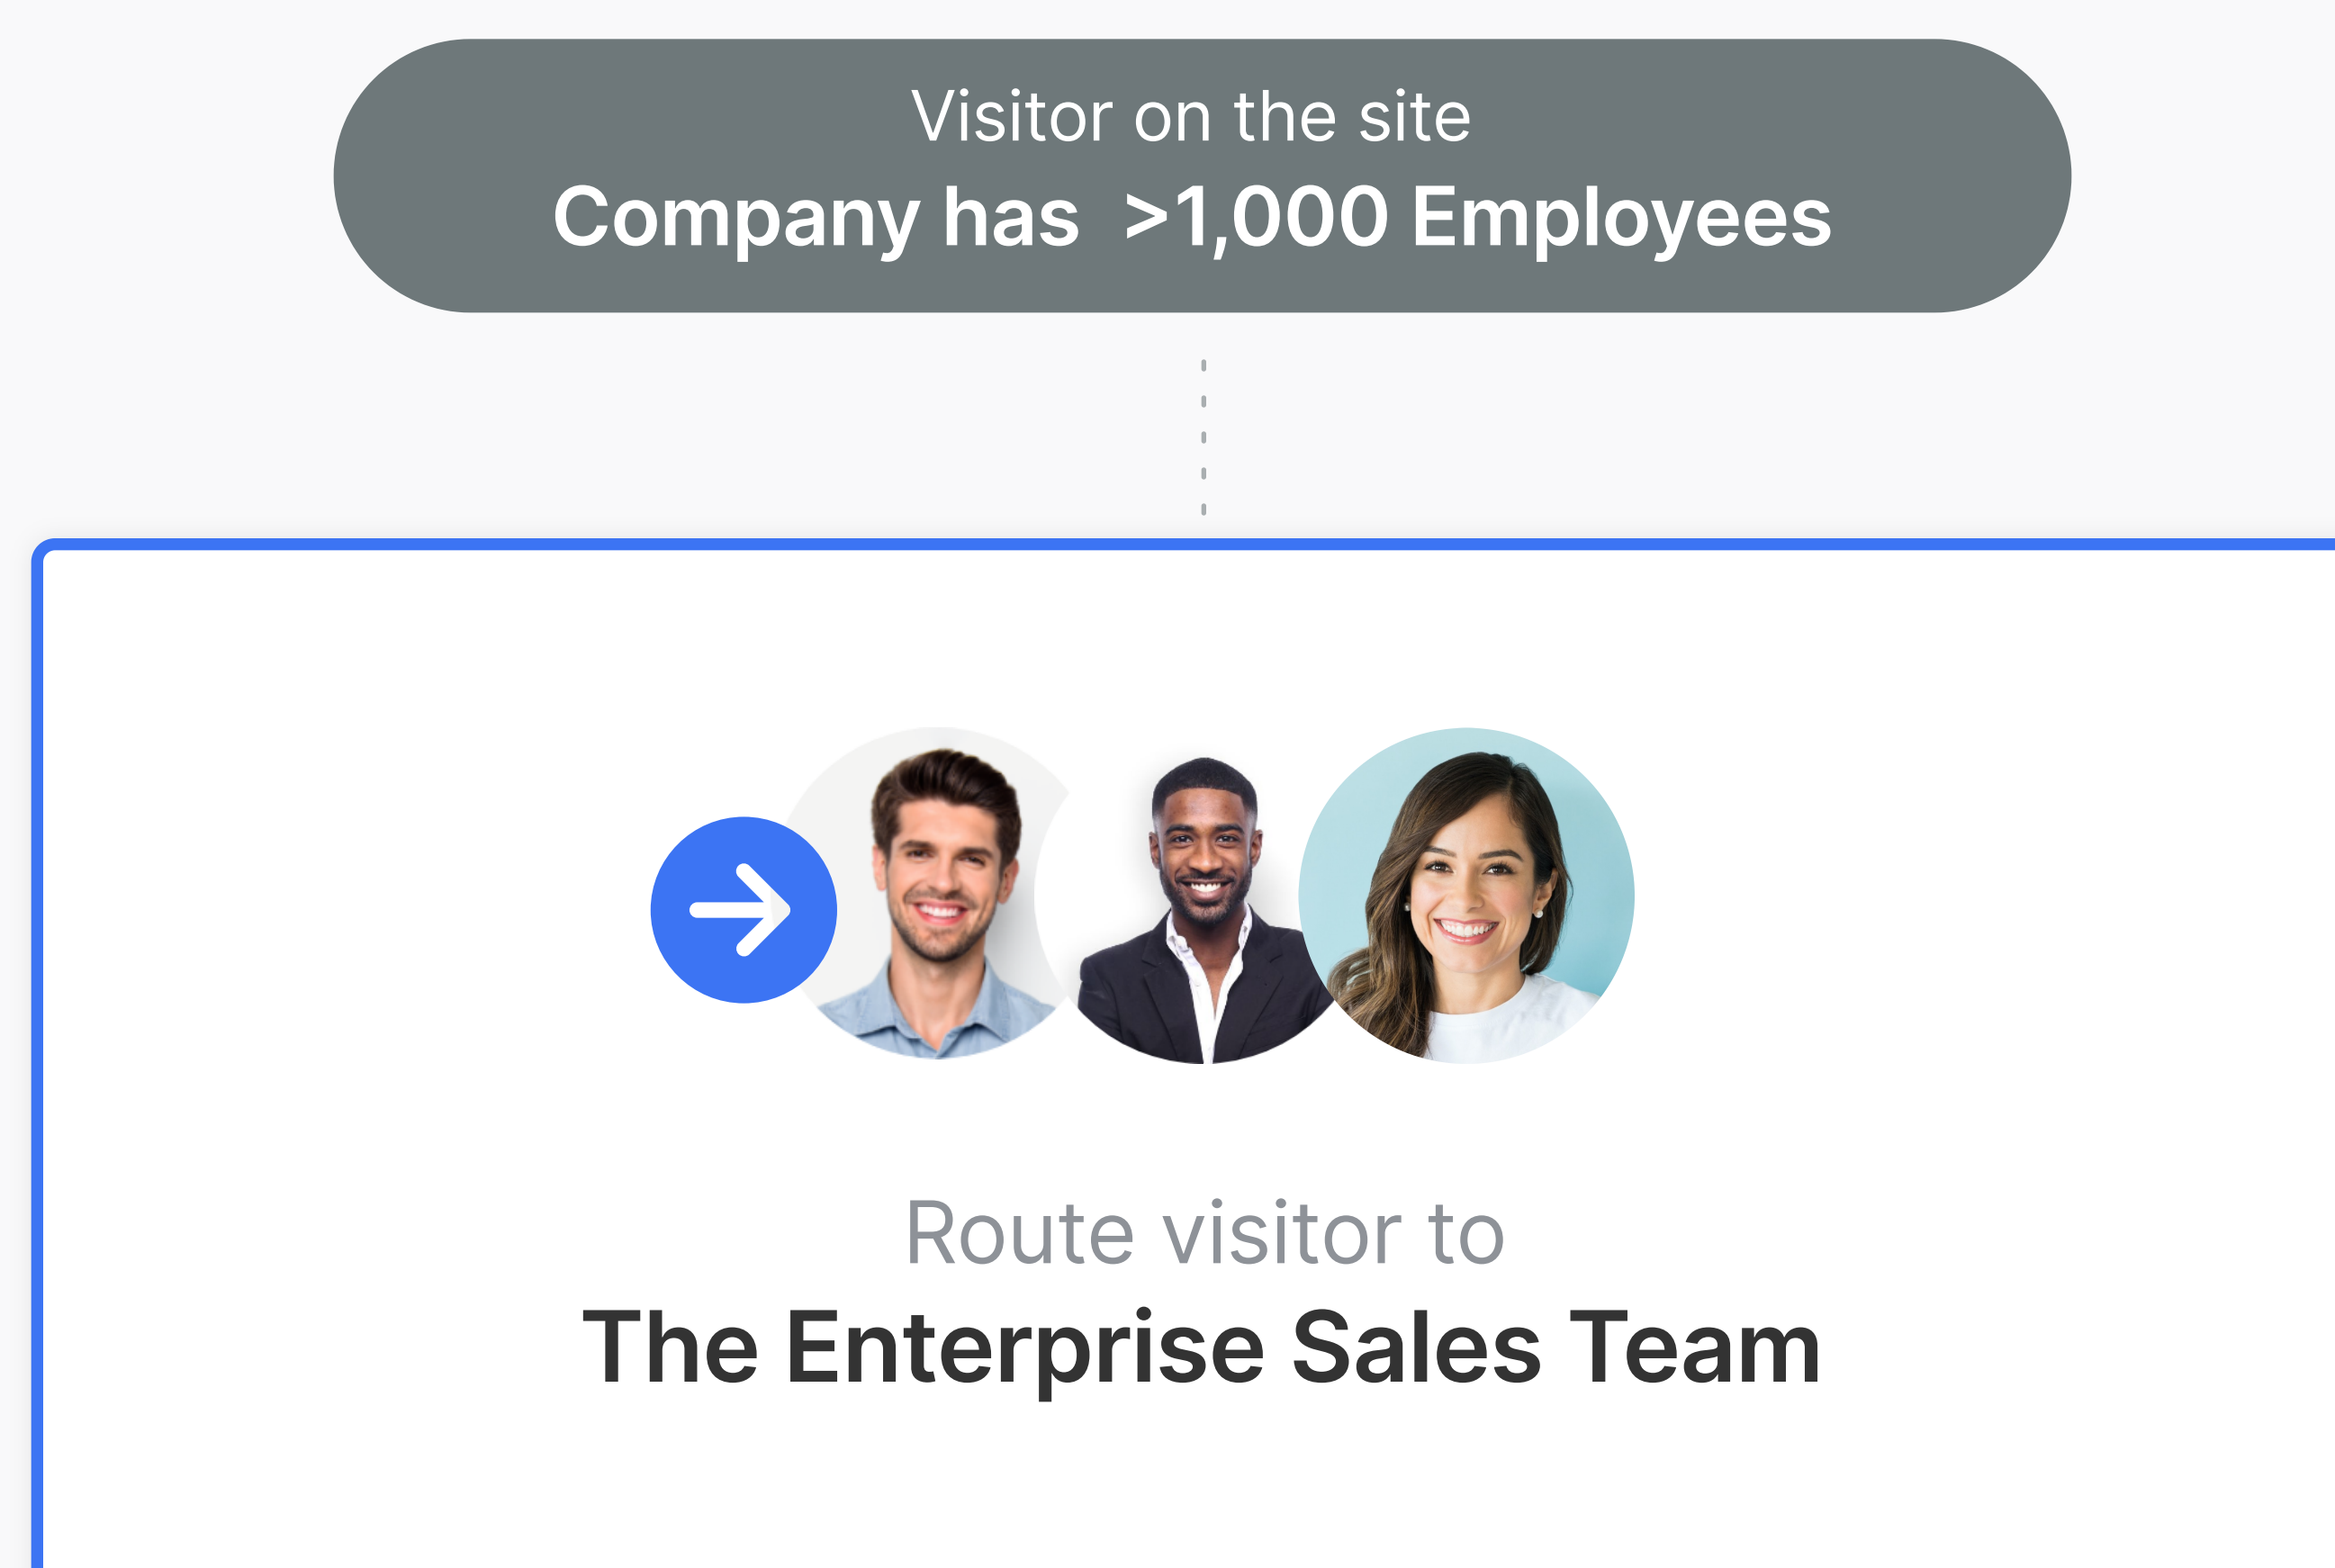 Visitor on the site
Company has >1,000 Employees
Route visitor to
The Enterprise Sales Team